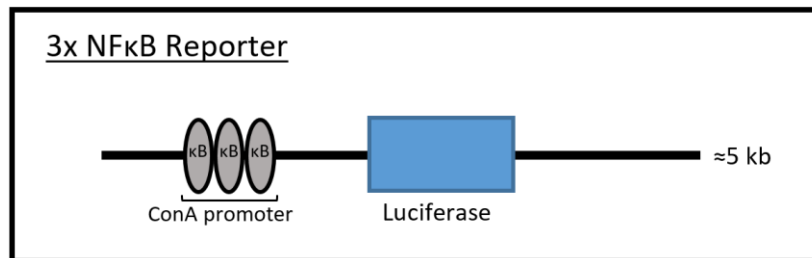 3x NFκB Reporter
κB κB κB
≈5 kb
ConA promoter
Luciferase